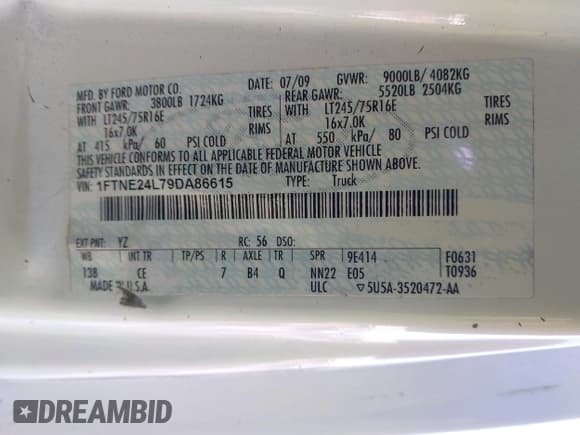 MFD. BY FORD MOTOR CO. DATE: 07/09 GVWR: 9000LB/ 4082KG
FRONT GAWR: 3800LB 1724KG REAR GAWR: 5520LB 2504KG
WITH LT245/75R16E TIRES WITH LT245/75R16E TIRES
16x7.0K RIMS 16x7.0K RIMS
AT 415 kPa/ 60 PSI COLD AT 550 kPa/ 80 PSI COLD
THIS VEHICLE CONFORMS TO ALL APPLICABLE FEDERAL MOTOR VEHICLE
SAFETY STANDARDS IN EFFECT ON THE DATE OF MANUFACTURE SHOWN ABOVE.
VIN: 1FTNE24L79DA86615 TYPE: Truck
EXT PNT: YZ RC: 56 DSO:
WB INT TR TP/PS R AXLE TR SPR 9E414 F0631
138 CE 7 B4 Q NN22 E05 T0936
MADE IN U.S.A. ULC ▽5U5A-3520472-AA
DREAMBID